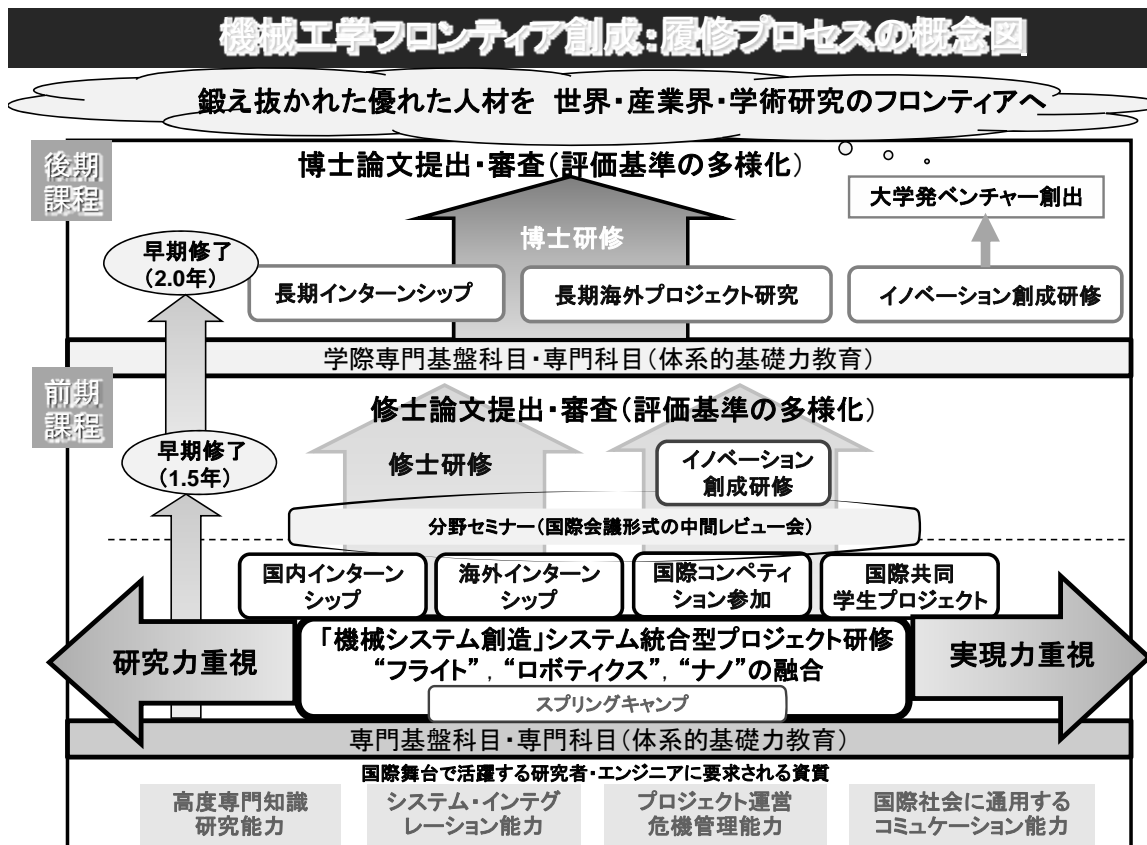 機械工学フロンティア創成：履修プロセスの概念図
鍛え抜かれた優れた人材を 世界・産業界・学術研究のフロンティアへ
後期
課程
博士論文提出・審査（評価基準の多様化）
大学発ベンチャー創出
博士研修
早期修了
（2.0年）
長期インターンシップ
長期海外プロジェクト研究
イノベーション創成研修
学際専門基盤科目・専門科目（体系的基礎力教育）
前期
課程
修士論文提出・審査（評価基準の多様化）
早期修了
（1.5年）
修士研修
イノベーション
創成研修
分野セミナー（国際会議形式の中間レビュー会）
国内インターン
シップ
海外インターン
シップ
国際コンペティ
ション参加
国際共同
学生プロジェクト
研究力重視
「機械システム創造」システム統合型プロジェクト研修
“フライト”, “ロボティクス”, “ナノ”の融合
実現力重視
スプリングキャンプ
専門基盤科目・専門科目（体系的基礎力教育）
国際舞台で活躍する研究者・エンジニアに要求される資質
高度専門知識
研究能力
システム・インテグ
レーション能力
プロジェクト運営
危機管理能力
国際社会に通用する
コミュケーション能力